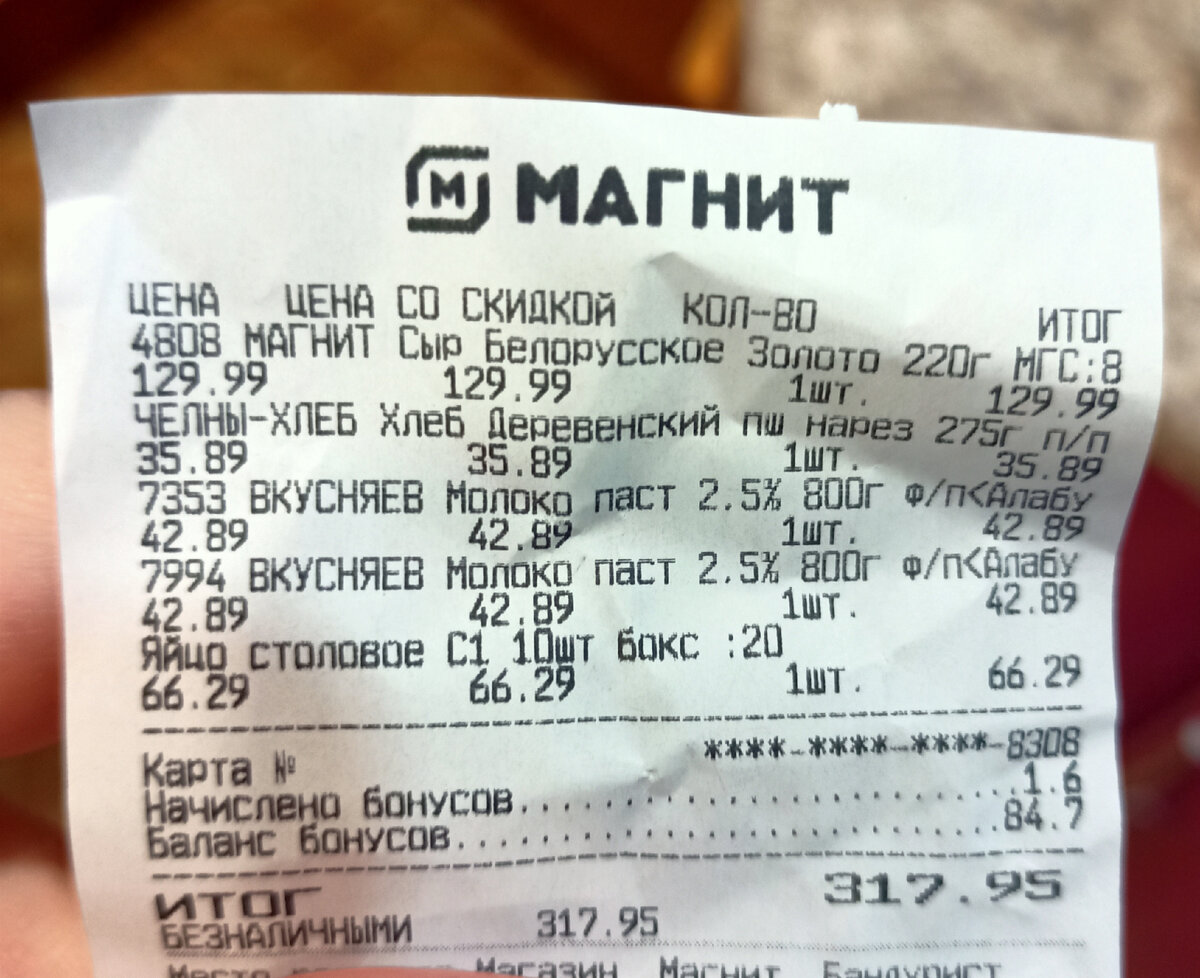 М МАГНИТ
ЦЕНА ЦЕНА СО СКИДКОЙ КОЛ-ВО ИТОГ
4808 МАГНИТ Сыр Белорусское Золото 220г МГС:8
129.99 129.99 1шт. 129.99
ЧЕЛНЫ-ХЛЕБ Хлеб Деревенский пш нарез 275г п/п
35.89 35.89 1шт. 35.89
7353 ВКУСНЯЕВ Молоко паст 2.5% 800г ф/п<Алабу
42.89 42.89 1шт. 42.89
7994 ВКУСНЯЕВ Молоко паст 2.5% 800г ф/п<Алабу
42.89 42.89 1шт. 42.89
Яйцо столовое С1 10шт бокс :20
66.29 66.29 1шт. 66.29
Карта № ****-****-****-8308
Начислено бонусов..............................1.6
Баланс бонусов.................................84.7
ИТОГ 317.95
БЕЗНАЛИЧНЫМИ 317.95
Место Магазин Магнит Бандурист